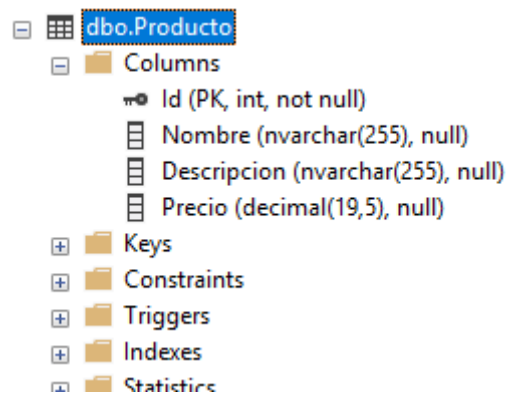 dbo.Producto
Columns
Id (PK, int, not null)
Nombre (nvarchar(255), null)
Descripcion (nvarchar(255), null)
Precio (decimal(19,5), null)
Keys
Constraints
Triggers
Indexes
Statistics